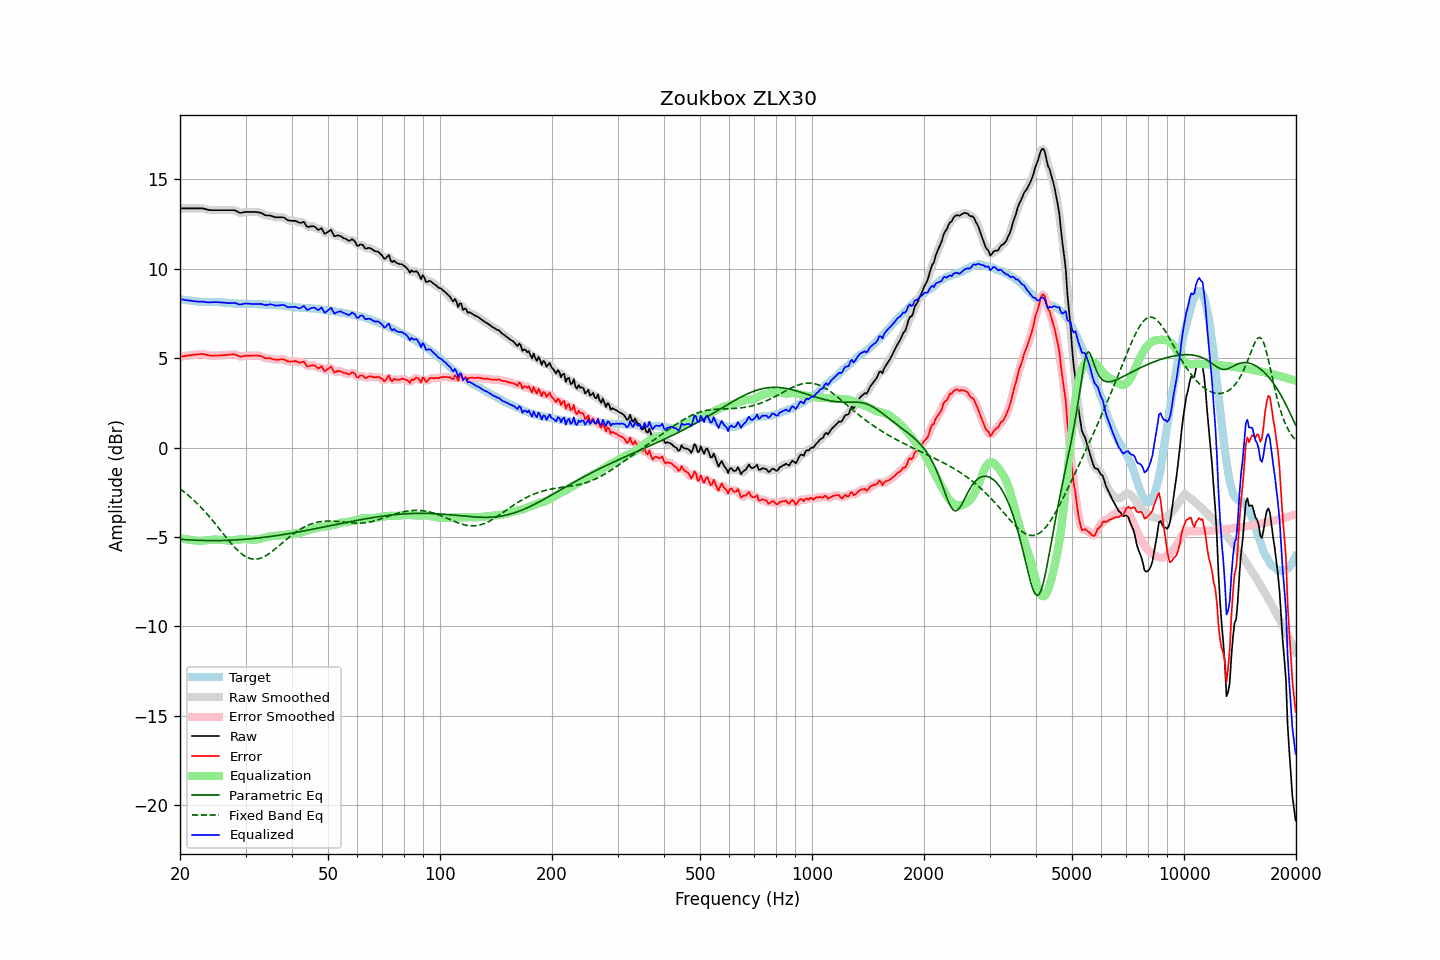 Zoukbox ZLX30
Amplitude (dBr)
15
10
5
0
−5
−10
−15
−20
Target
Raw Smoothed
Error Smoothed
Raw
Error
Equalization
Parametric Eq
Fixed Band Eq
Equalized
20 50 100 200 500 1000 2000 5000 10000 20000
Frequency (Hz)